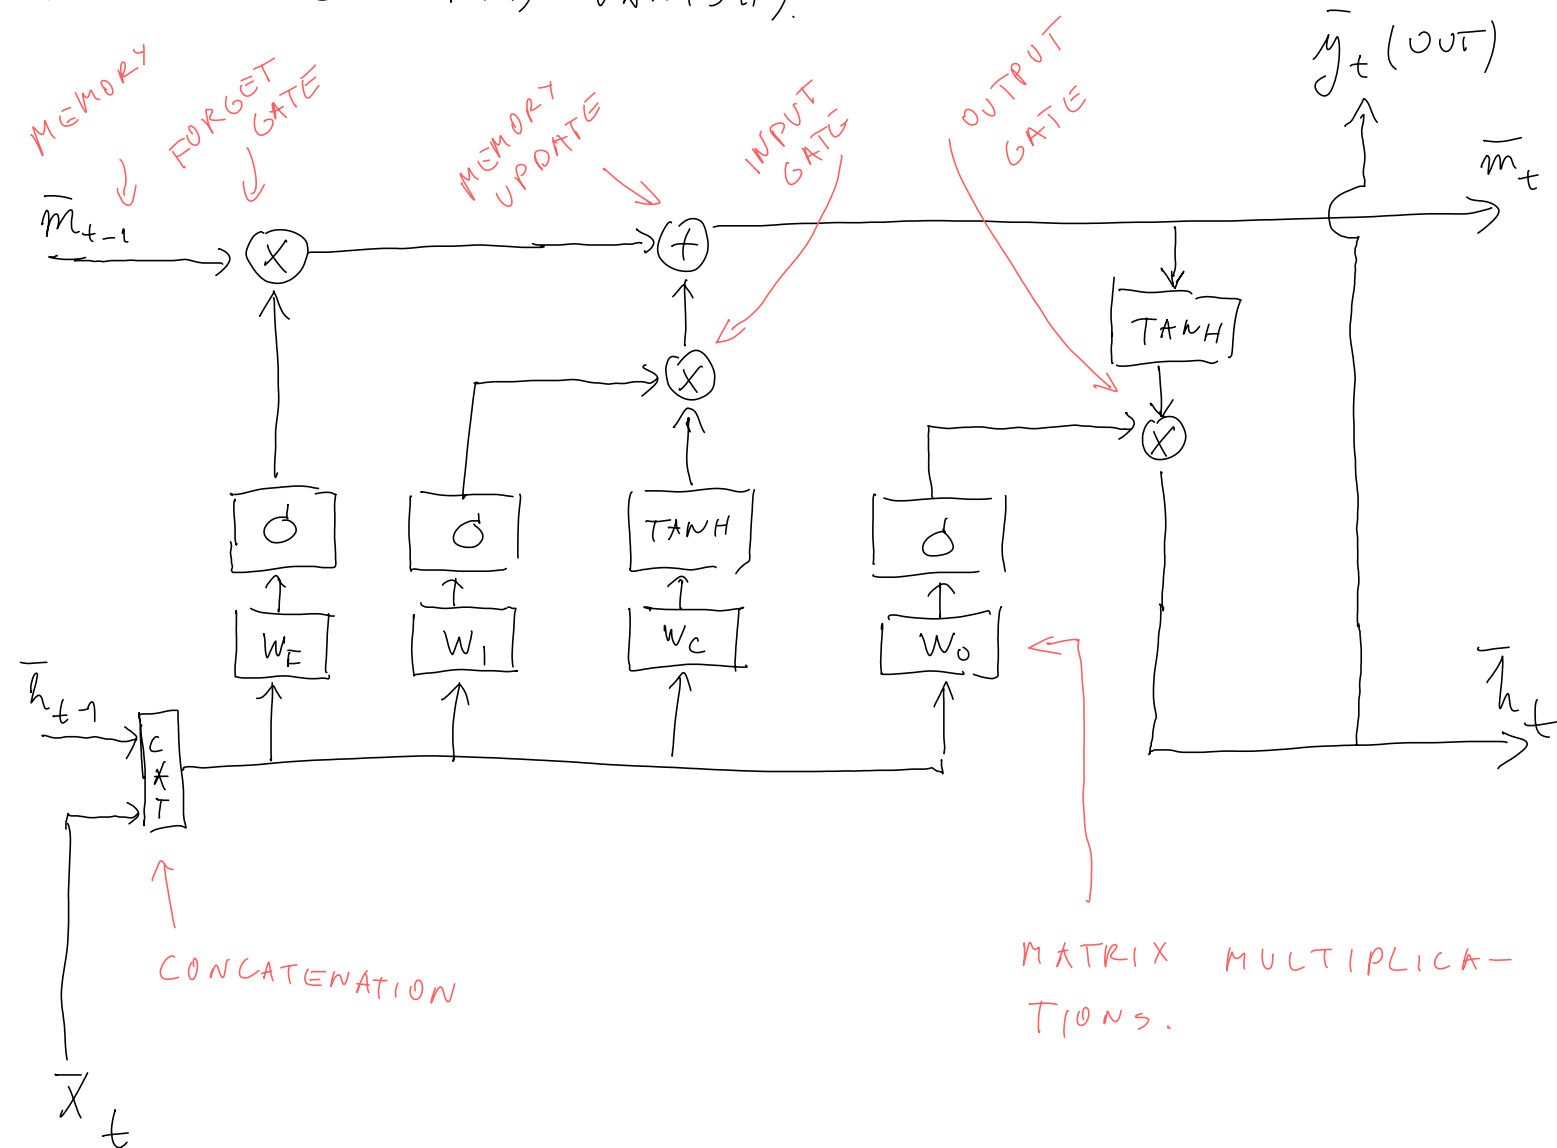 ȳt (OUT)
MEMORY
FORGET
GATE
MEMORY
UPDATE
INPUT
GATE
OUTPUT
GATE
m̄t-1
m̄t
X
+
X
TANH
X
σ
σ
TANH
σ
WF
WI
WC
WO
h̄t-1
h̄t
CAT
CONCATENATION
MATRIX MULTIPLICA-
TIONS.
X̄t